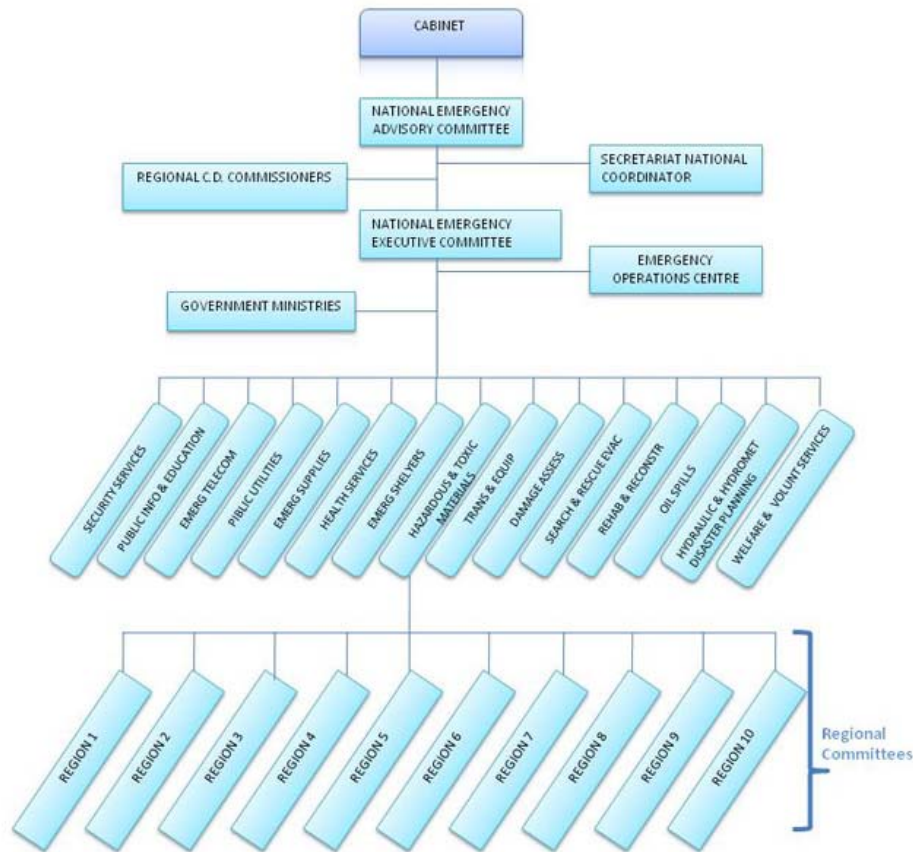 CABINET
NATIONAL EMERGENCY
ADVISORY COMMITTEE
SECRETARIAT NATIONAL
COORDINATOR
REGIONAL C.D. COMMISSIONERS
NATIONAL EMERGENCY
EXECUTIVE COMMITTEE
EMERGENCY
OPERATIONS CENTRE
GOVERNMENT MINISTRIES
SECURITY SERVICES
PUBLIC INFO & EDUCATION
EMERG TELECOM
PIBLIC UTILITIES
EMERG SUPPLIES
HEALTH SERVICES
EMERG SHELYERS
HAZARDOUS & TOXIC
MATERIALS
TRANS & EQUIP
DAMAGE ASSESS
SEARCH & RESCUE EVAC
REHAB & RECONSTR
OIL SPILLS
HYDRAULIC & HYDROMET
DISASTER PLANNING
WELFARE & VOLUNT SERVICES
REGION 1
REGION 2
REGION 3
REGION 4
REGION 5
REGION 6
REGION 7
REGION 8
REGION 9
REGION 10
Regional
Committees